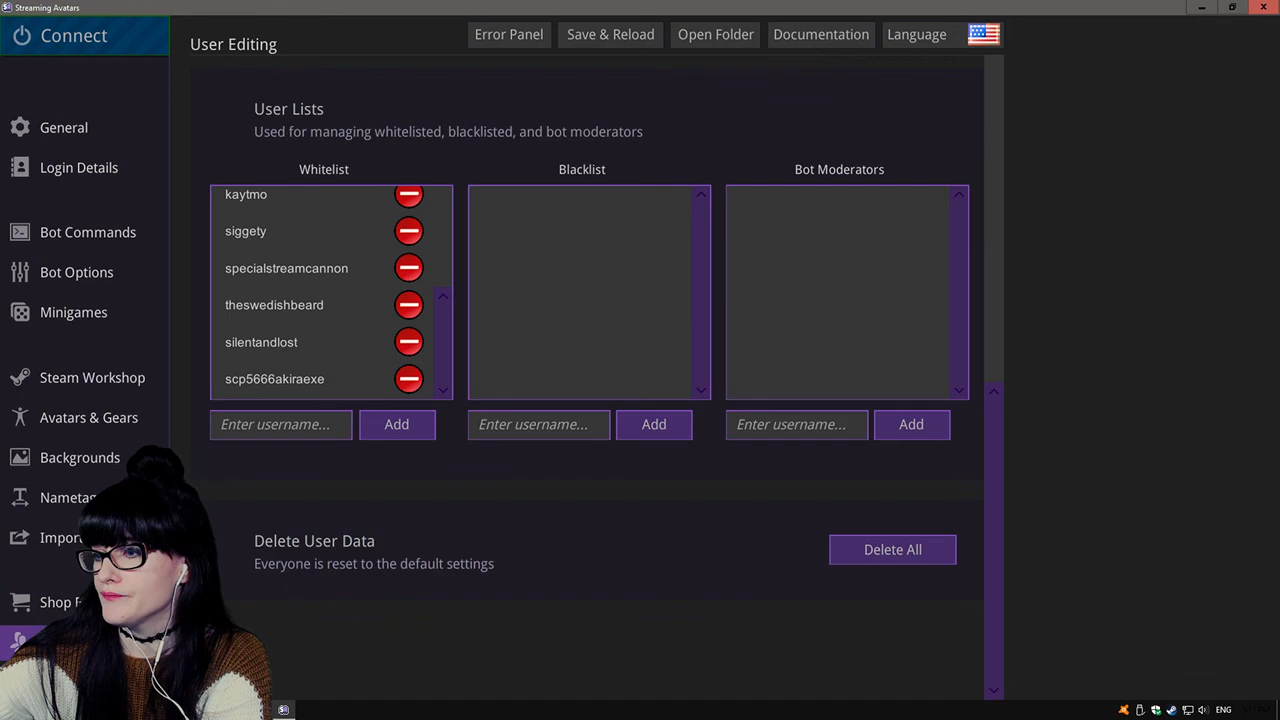 Streaming Avatars
Connect
User Editing
Error Panel
Save & Reload
Open Folder
Documentation
Language
General
Login Details
Bot Commands
Bot Options
Minigames
Steam Workshop
Avatars & Gears
Backgrounds
User Lists
Used for managing whitelisted, blacklisted, and bot moderators
Whitelist
Blacklist
Bot Moderators
kaytmo
siggety
specialstreamcannon
theswedishbeard
silentandlost
scp5666akiraexe
Enter username...
Add
Enter username...
Add
Enter username...
Add
Delete User Data
Everyone is reset to the default settings
Delete All
Shop
ENG